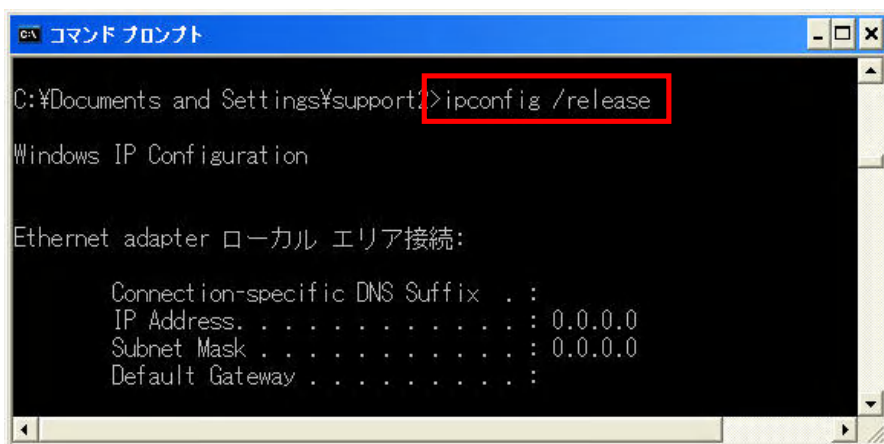 コマンド プロンプト
C:¥Documents and Settings¥support2>ipconfig /release
Windows IP Configuration
Ethernet adapter ローカル エリア接続:
Connection-specific DNS Suffix  . :
IP Address. . . . . . . . . . . . : 0.0.0.0
Subnet Mask . . . . . . . . . . . : 0.0.0.0
Default Gateway . . . . . . . . . :